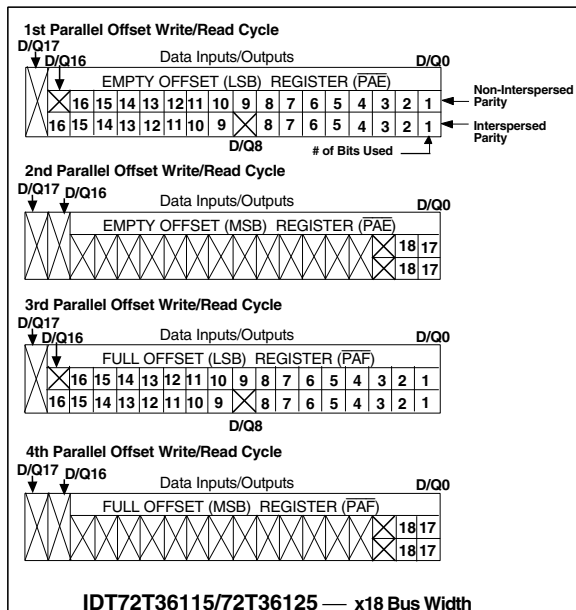 1st Parallel Offset Write/Read Cycle
D/Q17
D/Q16
Data Inputs/Outputs
D/Q0
EMPTY OFFSET (LSB) REGISTER (PAE)
16 15 14 13 12 11 10 9 8 7 6 5 4 3 2 1
Non-Interspersed Parity
16 15 14 13 12 11 10 9 8 7 6 5 4 3 2 1
Interspersed Parity
D/Q8
# of Bits Used
2nd Parallel Offset Write/Read Cycle
D/Q17
D/Q16
Data Inputs/Outputs
D/Q0
EMPTY OFFSET (MSB) REGISTER (PAE)
18 17
18 17
3rd Parallel Offset Write/Read Cycle
D/Q17
D/Q16
Data Inputs/Outputs
D/Q0
FULL OFFSET (LSB) REGISTER (PAF)
16 15 14 13 12 11 10 9 8 7 6 5 4 3 2 1
16 15 14 13 12 11 10 9 8 7 6 5 4 3 2 1
D/Q8
4th Parallel Offset Write/Read Cycle
D/Q17
D/Q16
Data Inputs/Outputs
D/Q0
FULL OFFSET (MSB) REGISTER (PAF)
18 17
18 17
IDT72T36115/72T36125 — x18 Bus Width